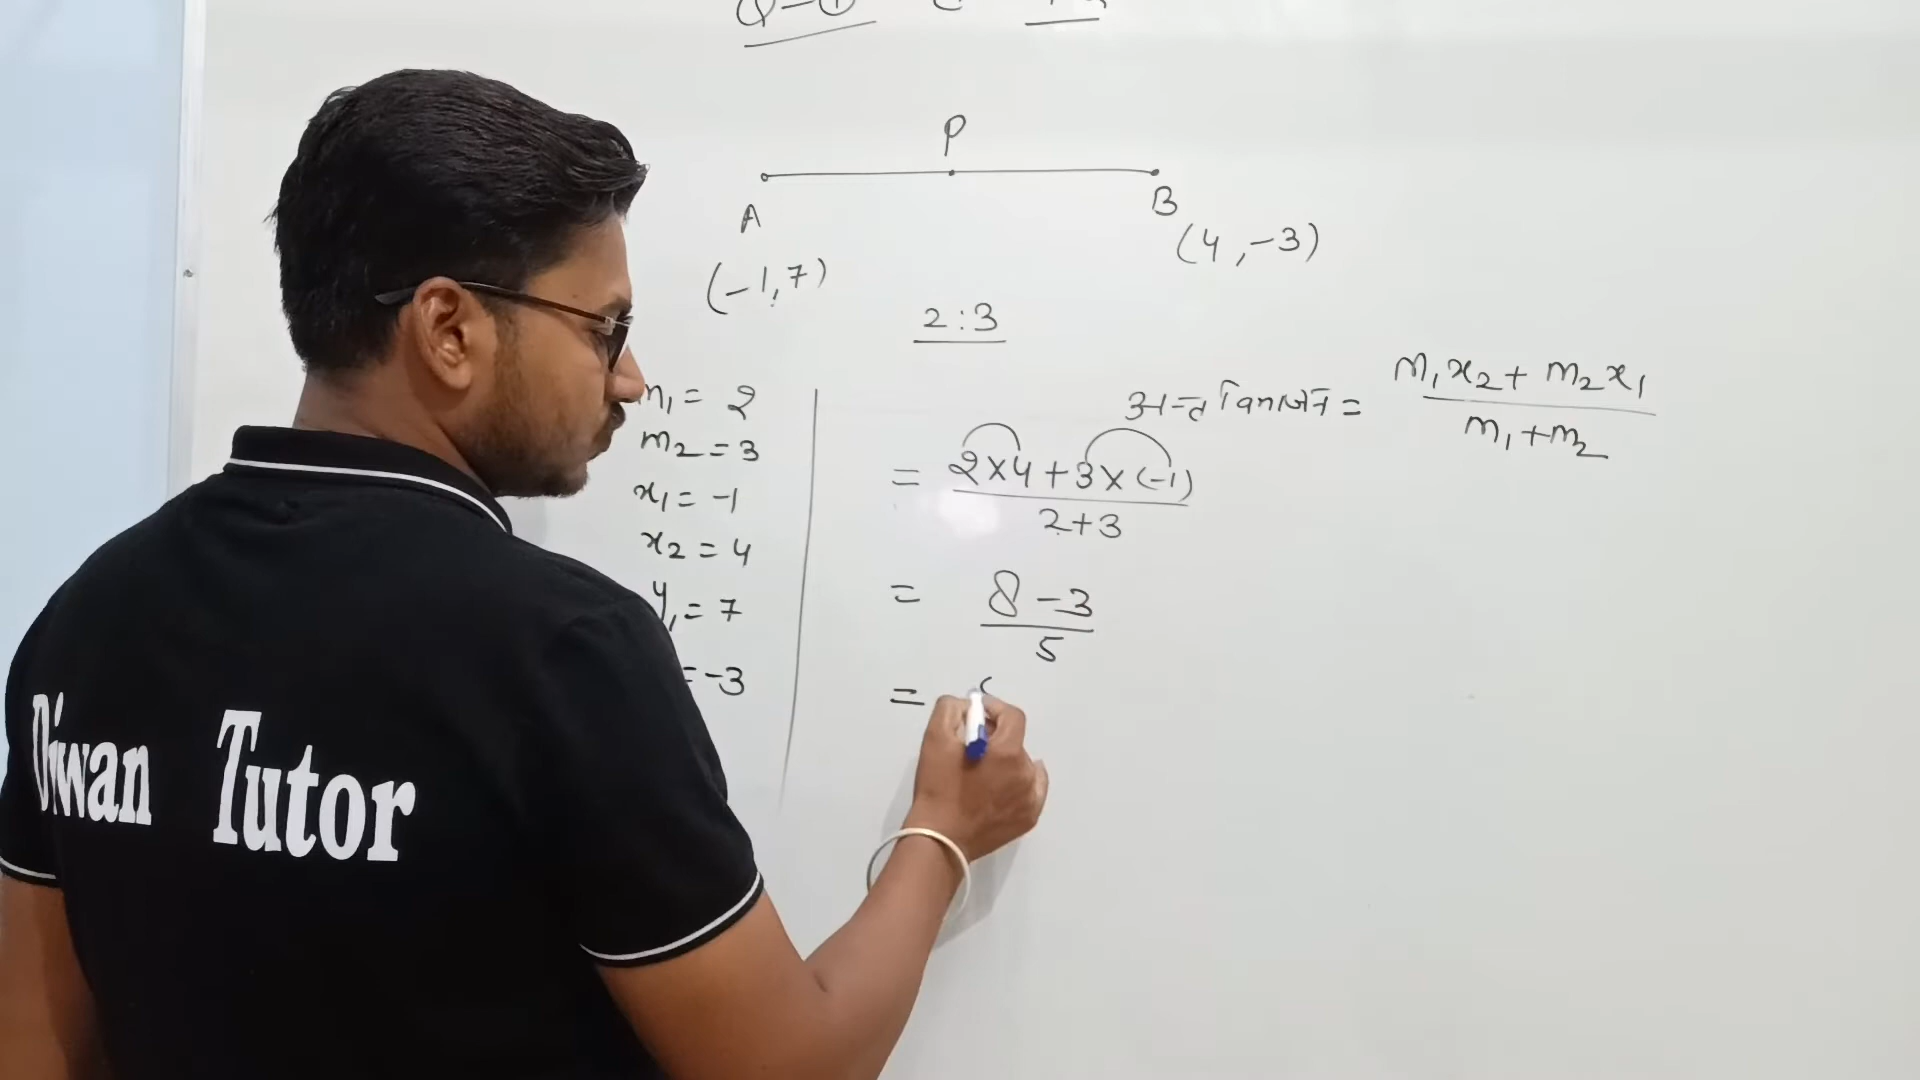 P
A
B
(-1,7)
(4,-3)
2:3
m₁ = 2
m₂ = 3
x₁ = -1
x₂ = 4
y₁ = 7
= -3
अन्त विभाजन = m₁x₂ + m₂x₁ / m₁+m₂
= 2×4+3×(-1) / 2+3
= 8-3 / 5
=
Diwan Tutor